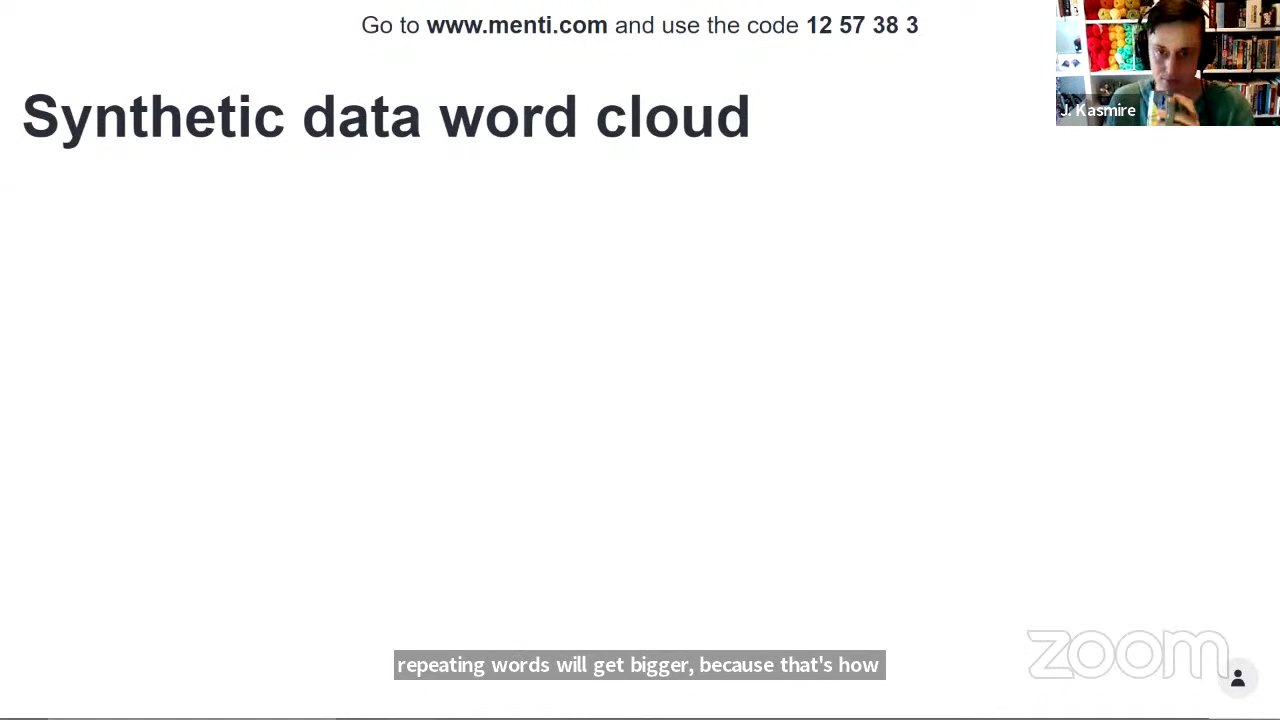 Go to www.menti.com and use the code 12 57 38 3
Synthetic data word cloud
J. Kasmire
repeating words will get bigger, because that's how
zoom